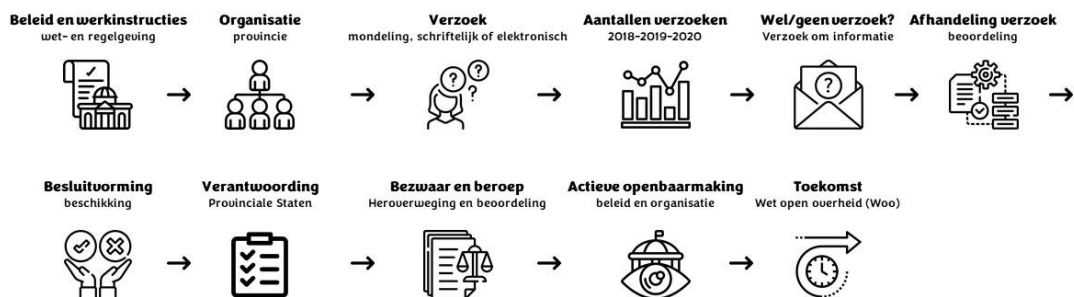 Beleid en werkinstructies
wet- en regelgeving
Organisatie
provincie
Verzoek
mondeling, schriftelijk of elektronisch
Aantallen verzoeken
2018-2019-2020
Wel/geen verzoek?
Verzoek om informatie
Afhandeling verzoek
beoordeling
Besluitvorming
beschikking
Verantwoording
Provinciale Staten
Bezwaar en beroep
Heroverweging en beoordeling
Actieve openbaarmaking
beleid en organisatie
Toekomst
Wet open overheid (Woo)